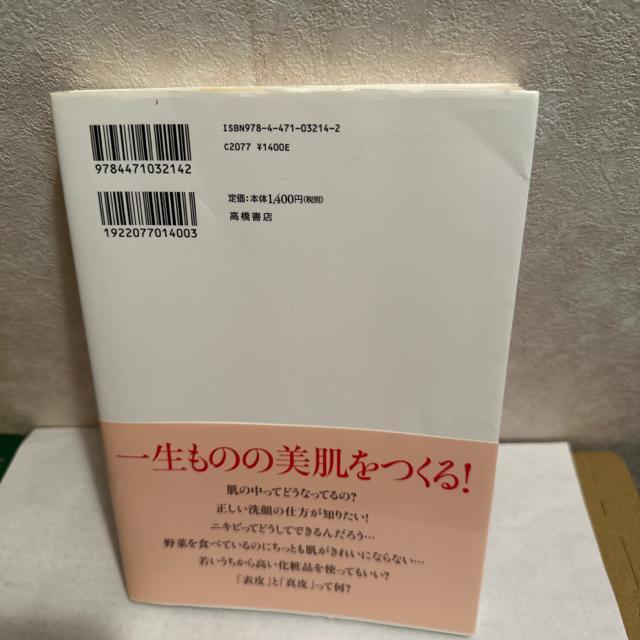 ISBN978-4-471-03214-2
C2077 ¥1400E
9784471032142
定価:本体1,400円(税別)
高橋書店
1922077014003
一生ものの美肌をつくる!
肌の中ってどうなってるの?
正しい洗顔の仕方が知りたい!
ニキビってどうしてできるんだろう…
野菜を食べているのにちっとも肌がきれいにならない…
若いうちから高い化粧品を使ってもいい?
「表皮」と「真皮」って何?